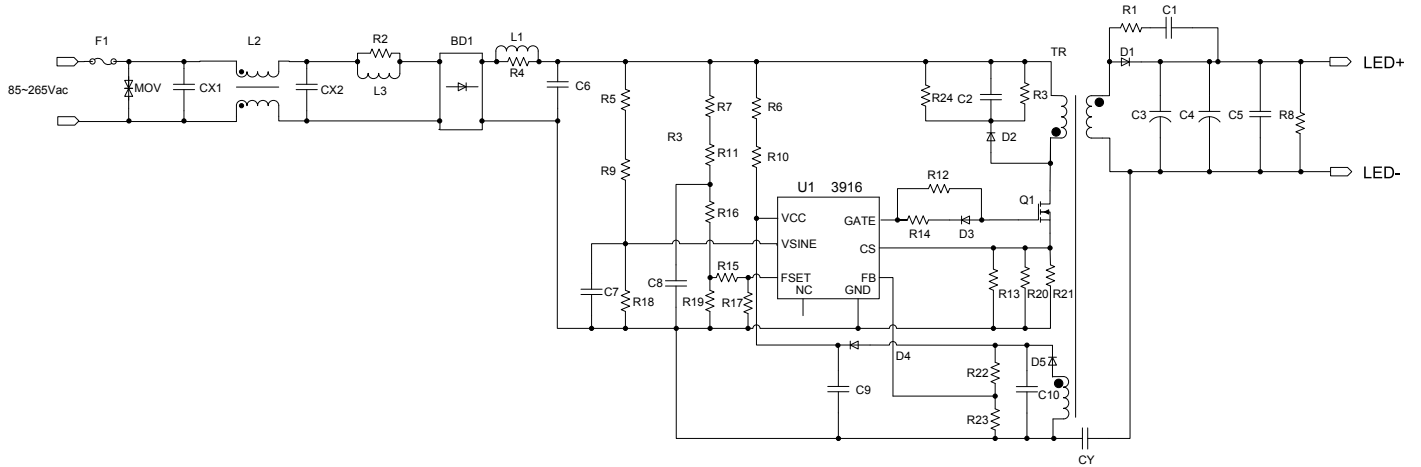 R1
C1
F1
L2
R2
BD1
L1
TR
D1
LED+
85~265Vac
MOV
CX1
CX2
L3
R4
C6
R5
R7
R6
R24
C2
R3
C3
C4
C5
R8
R3
R11
R10
D2
R9
U1 3916
R12
Q1
LED-
R16
VCC
GATE
R14
D3
VSINE
CS
R15
FSET
FB
C7
R18
C8
R19
R17
NC
GND
R13
R20
R21
D4
D5
R22
C9
C10
R23
CY